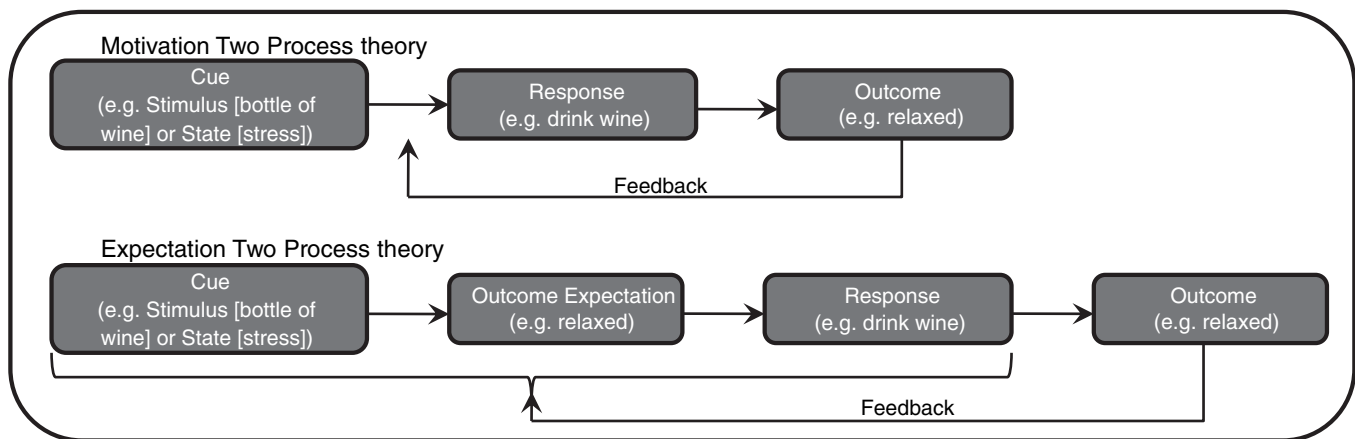 Motivation Two Process theory
Cue
(e.g. Stimulus [bottle of
wine] or State [stress])
Response
(e.g. drink wine)
Outcome
(e.g. relaxed)
Feedback
Expectation Two Process theory
Cue
(e.g. Stimulus [bottle of
wine] or State [stress])
Outcome Expectation
(e.g. relaxed)
Response
(e.g. drink wine)
Outcome
(e.g. relaxed)
Feedback